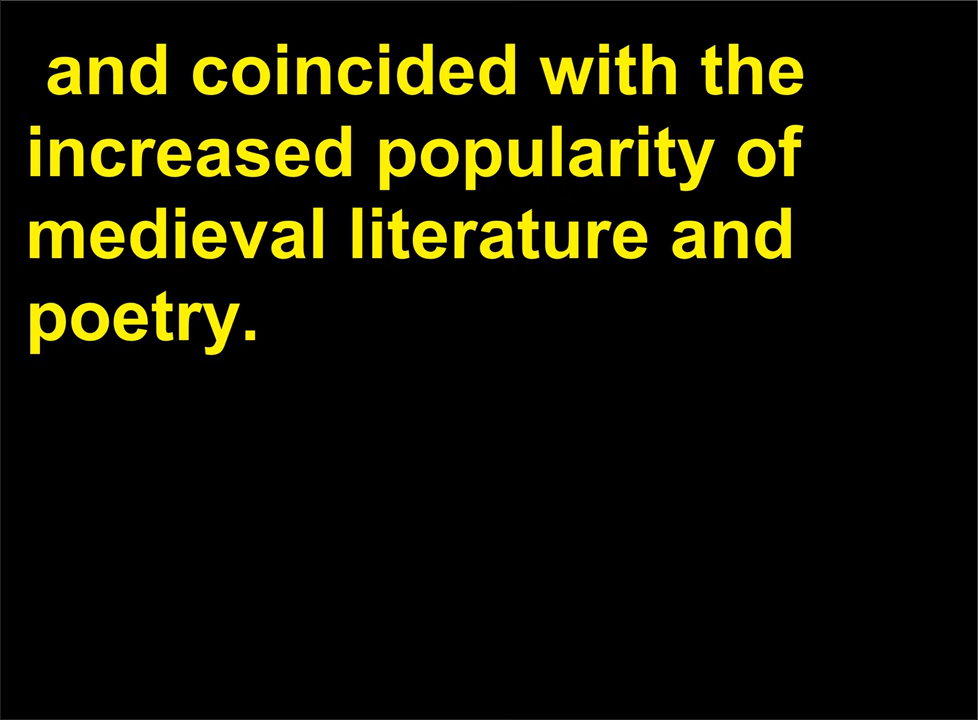 and coincided with the
increased popularity of
medieval literature and
poetry.